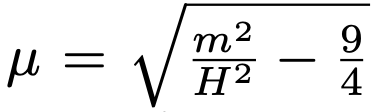 μ = √(m²/H² − 9/4)